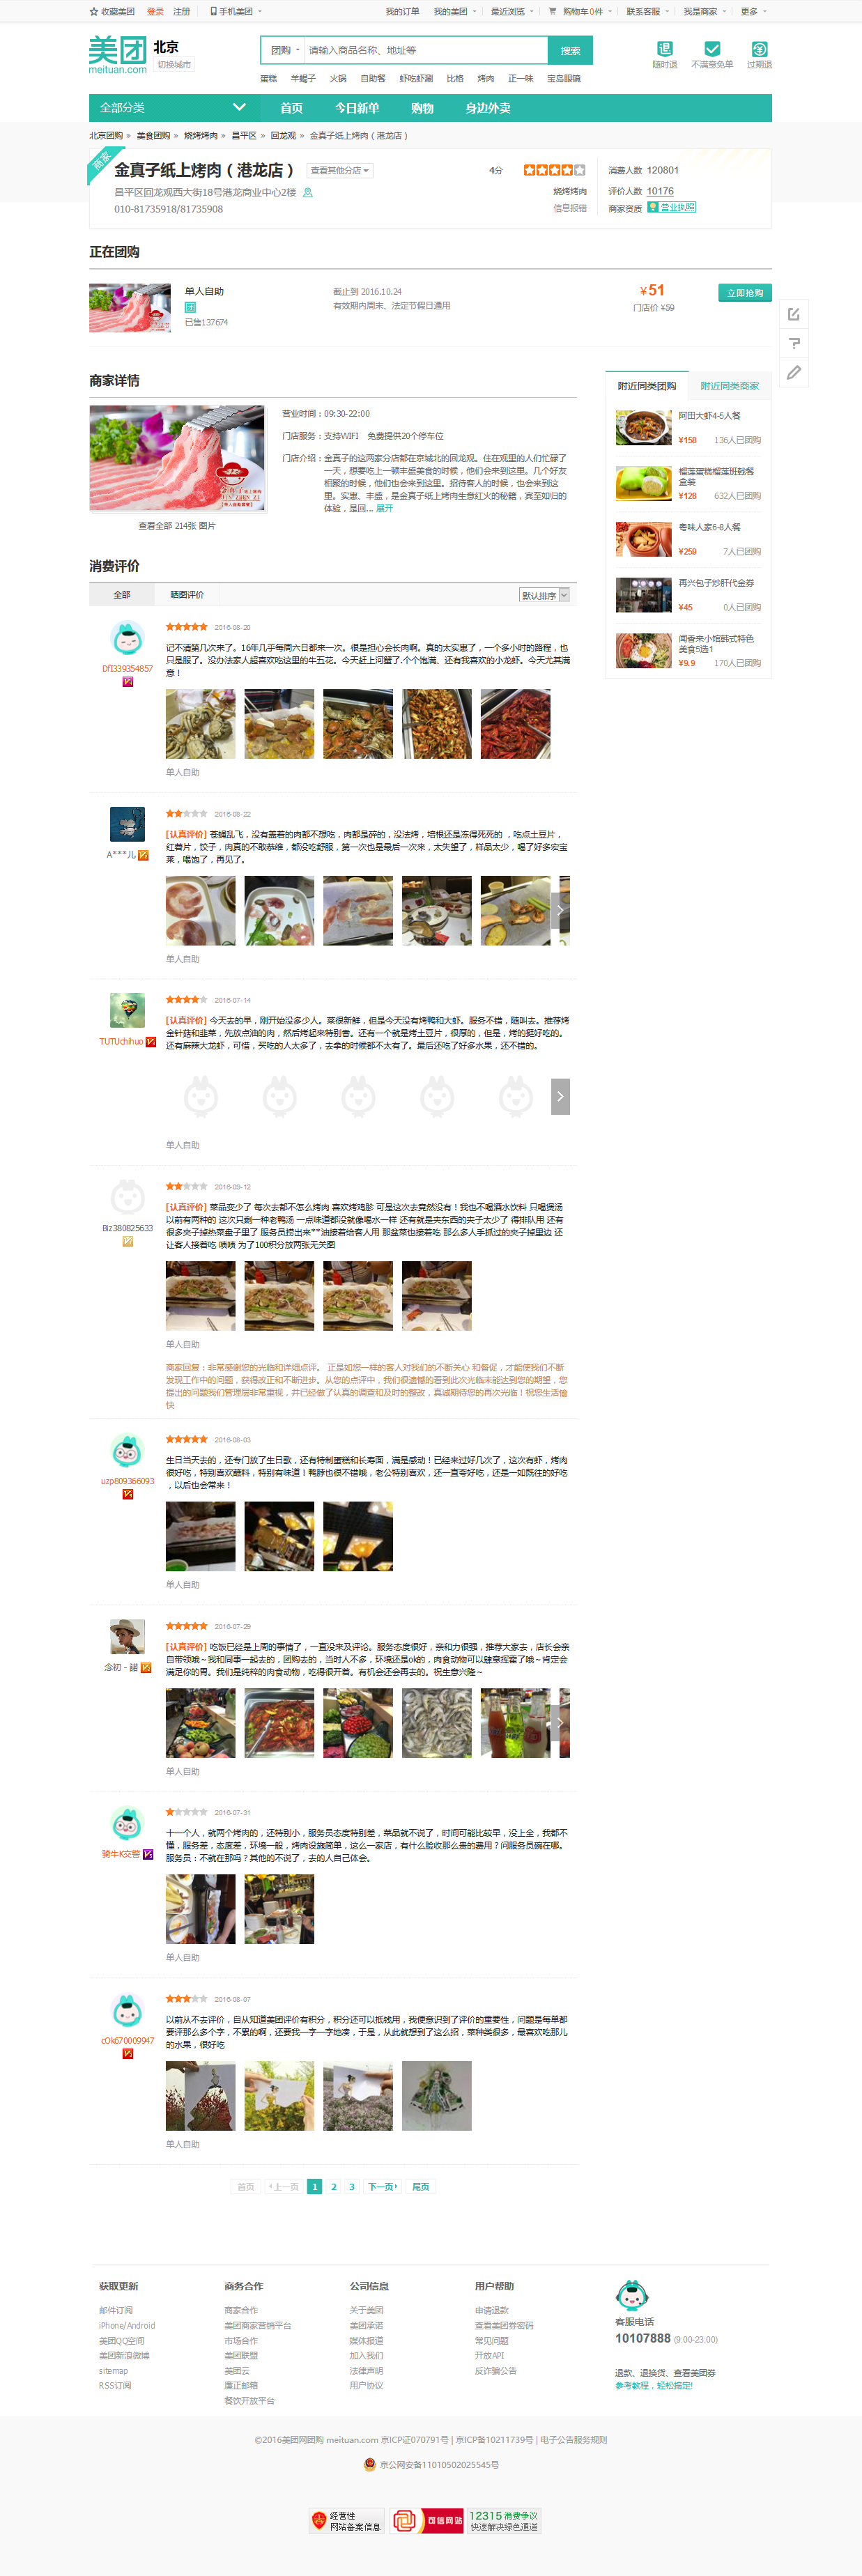 收藏美团 登录 注册 手机美团 我的订单 我的美团 最近浏览 购物车0件 联系客服 我是商家 更多
美团
meituan.com
北京
切换城市
团购 请输入商品名称、地址等 搜索
蛋糕 羊蝎子 火锅 自助餐 虾吃虾涮 比格 烤肉 正一味 宝岛眼镜
随时退 不满意免单 过期退
全部分类 首页 今日新单 购物 身边外卖
北京团购 » 美食团购 » 烧烤烤肉 » 昌平区 » 回龙观 » 金真子纸上烤肉（港龙店）
商家
金真子纸上烤肉（港龙店） 查看其他分店
昌平区回龙观西大街18号港龙商业中心2楼
010-81735918/81735908
4分
烧烤烤肉
信息报错
消费人数 120801
评价人数 10176
商家资质 营业执照
正在团购
单人自助
已售137674
截止到 2016.10.24
有效期内周末、法定节假日通用
¥51
门店价 ¥59
立即抢购
商家详情
营业时间：09:30-22:00
门店服务：支持WIFI 免费提供20个停车位
门店介绍：金真子的这两家分店都在京城北的回龙观。住在观里的人们忙碌了
一天，想要吃上一顿丰盛美食的时候，他们会来到这里。几个好友
相聚的时候，他们也会来到这里。招待客人的时候，也会来到这
里。实惠、丰盛，是金真子纸上烤肉生意红火的秘籍，宾至如归的
体验，是回... 展开
查看全部 214张 图片
附近同类团购 附近同类商家
阿田大虾4-5人餐
¥158 136人已团购
榴莲蛋糕榴莲班戟餐
盒装
¥128 632人已团购
粤味人家6-8人餐
¥259 7人已团购
再兴包子炒肝代金券
¥45 0人已团购
闻香来小馆韩式特色
美食5选1
¥9.9 170人已团购
消费评价
全部 晒图评价 默认排序
DfI339354857
2016-08-20
记不清第几次来了。16年几乎每周六日都来一次。很是担心会长肉啊。真的太实惠了，一个多小时的路程，也
只是服了。没办法家人超喜欢吃这里的牛五花。今天赶上河蟹了.个个饱满、还有我喜欢的小龙虾。今天尤其满
意！
单人自助
A***儿
2016-08-22
[认真评价] 苍蝇乱飞，没有盖着的肉都不想吃，肉都是碎的，没法烤，培根还是冻得死死的 ，吃点土豆片，
红薯片，饺子，肉真的不敢恭维，都没吃舒服，第一次也是最后一次来，太失望了，样品太少，喝了好多宏宝
莱，喝饱了，再见了。
单人自助
TUTUchihuo
2016-07-14
[认真评价] 今天去的早，刚开始没多少人。菜很新鲜，但是今天没有烤鸭和大虾。服务不错，随叫去。推荐烤
金针菇和韭菜，先放点油的肉，然后烤起来特别香。还有一个就是烤土豆片，很厚的，但是，烤的挺好吃的。
还有麻辣大龙虾，可惜，买吃的人太多了，去拿的时候都不太有了。最后还吃了好多水果，还不错的。
单人自助
Biz380825633
2016-09-12
[认真评价] 菜品变少了 每次去都不怎么烤肉 喜欢烤鸡胗 可是这次去竟然没有！我也不喝酒水饮料 只喝煲汤
以前有两种的 这次只剩一种老鸭汤 一点味道都没就像喝水一样 还有就是夹东西的夹子太少了 得排队用 还有
很多夹子掉热菜盘子里了 服务员捞出来**油接着给客人用 那盆菜也接着吃 那么多人手抓过的夹子掉里边 还
让客人接着吃 啧啧 为了100积分放两张无关图
单人自助
商家回复：非常感谢您的光临和详细点评。 正是如您一样的客人对我们的不断关心 和督促，才能使我们不断
发现工作中的问题，获得改正和不断进步。从您的点评中，我们很遗憾的看到此次光临未能达到您的期望，您
提出的问题我们管理层非常重视，并已经做了认真的调查和及时的整改，真诚期待您的再次光临！祝您生活愉
快
uzp809366093
2016-08-03
生日当天去的，还专门放了生日歌，还有特制蛋糕和长寿面，满是感动！已经来过好几次了，这次有虾，烤肉
很好吃，特别喜欢蘸料，特别有味道！鸭脖也很不错哦，老公特别喜欢，还一直夸好吃，还是一如既往的好吃
，以后也会常来！
单人自助
念初－諾
2016-07-29
[认真评价] 吃饭已经是上周的事情了，一直没来及评论。服务态度很好，亲和力很强，推荐大家去，店长会亲
自带领哦～我和同事一起去的，团购去的，当时人不多，环境还是ok的，肉食动物可以肆意挥霍了哦～肯定会
满足你的胃。我们是纯粹的肉食动物，吃得很开着。有机会还会再去的。祝生意兴隆～
单人自助
骑牛K交警
2016-07-31
十一个人，就两个烤肉的，还特别小，服务员态度特别差，菜品就不说了，时间可能比较早，没上全，我都不
懂，服务差，态度差，环境一般，烤肉设施简单，这么一家店，有什么脸收那么贵的费用？问服务员碗在哪。
服务员：不就在那吗？其他的不说了，去的人自己体会。
单人自助
cOk670009947
2016-08-07
以前从不去评价，自从知道美团评价有积分，积分还可以抵钱用，我便意识到了评价的重要性，问题是每单都
要评那么多个字，不累的啊，还要我一字一字地凑，于是，从此就想到了这么招，菜种类很多，最喜欢吃那儿
的水果，很好吃
单人自助
首页 上一页 1 2 3 下一页 尾页
获取更新 商务合作 公司信息 用户帮助
邮件订阅 商家合作 关于美团 申请退款
iPhone/Android 美团商家营销平台 美团承诺 查看美团券密码
美团QQ空间 市场合作 媒体报道 常见问题
美团新浪微博 美团联盟 加入我们 开放API
sitemap 美团云 法律声明 反诈骗公告
RSS订阅 廉正邮箱 用户协议
餐饮开放平台
客服电话
10107888 (9:00-23:00)
退款、退换货、查看美团券
参考教程，轻松搞定!
©2016美团网团购 meituan.com 京ICP证070791号 | 京ICP备10211739号 | 电子公告服务规则
京公网安备11010502025545号
经营性
网站备案信息
可信网站
12315 消费争议
快速解决绿色通道